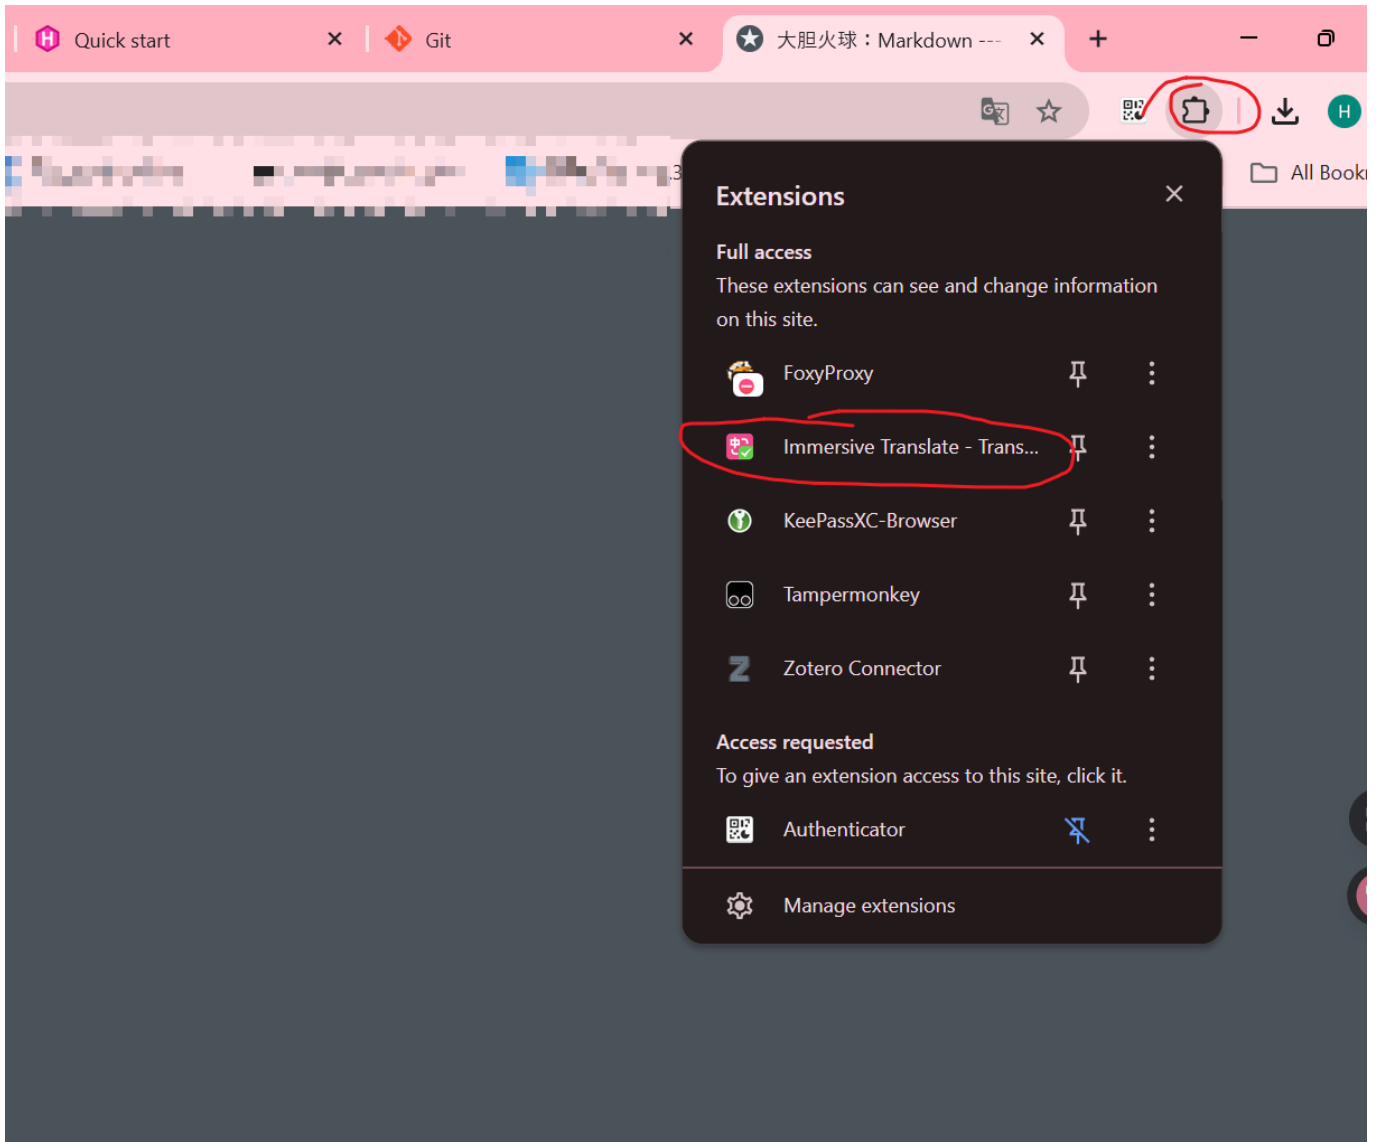 Quick start
Git
大胆火球：Markdown ---
H
All Book
Extensions
Full access
These extensions can see and change information
on this site.
FoxyProxy
Immersive Translate - Trans...
KeePassXC-Browser
Tampermonkey
Zotero Connector
Access requested
To give an extension access to this site, click it.
Authenticator
Manage extensions